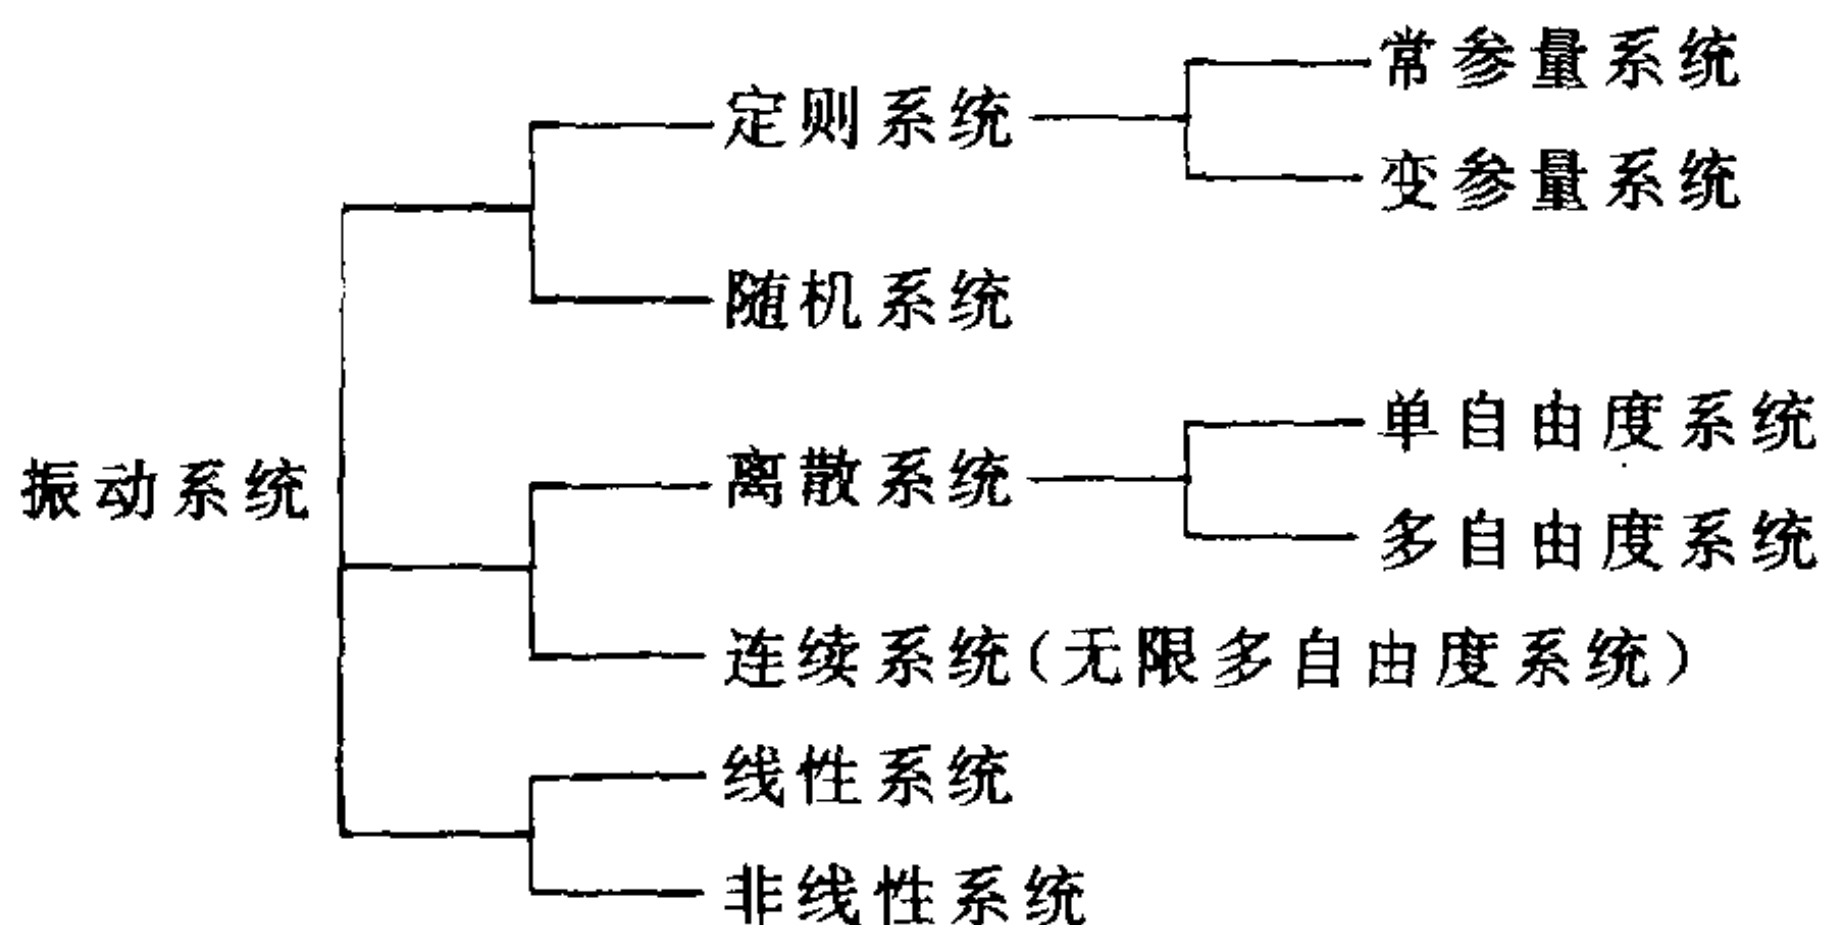 常参量系统
定则系统
变参量系统
随机系统
单自由度系统
振动系统
离散系统
多自由度系统
连续系统(无限多自由度系统)
线性系统
非线性系统